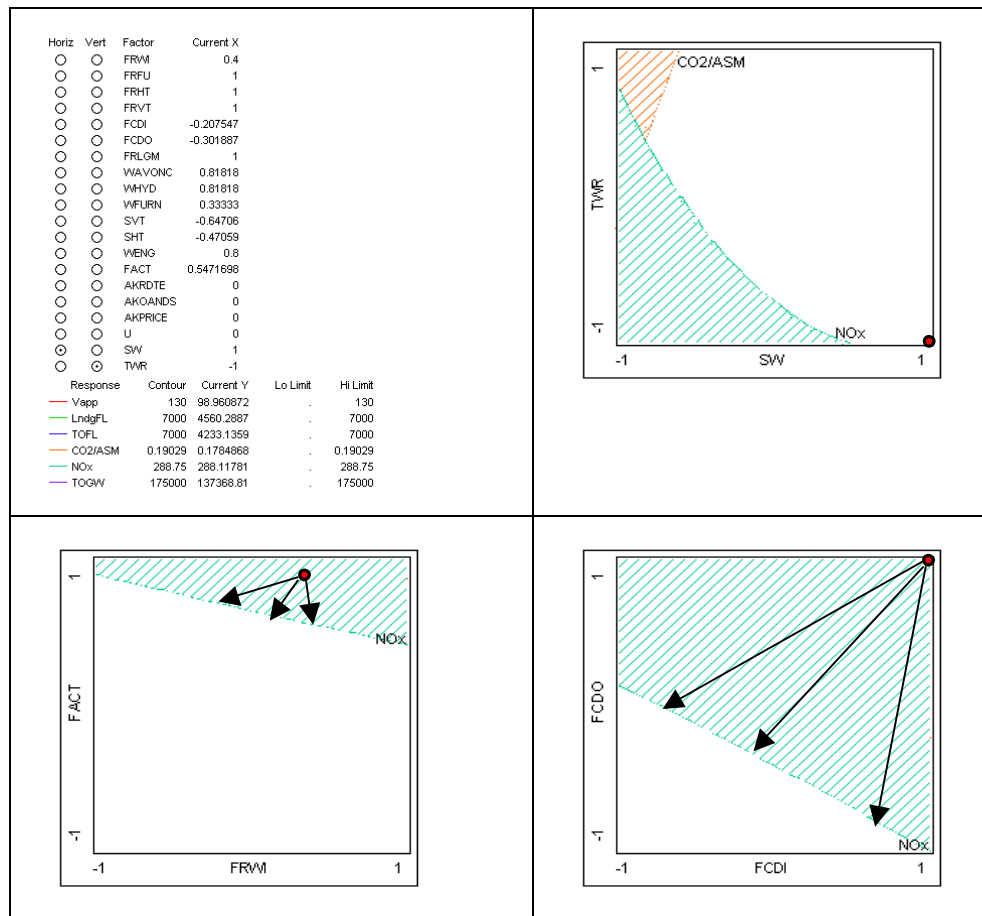 Horiz Vert Factor Current X
FRWI 0.4
FRFU 1
FRHT 1
FRVT 1
FCDI -0.207547
FCDO -0.301887
FRLGM 1
WAVONC 0.81818
WHYD 0.81818
WFURN 0.33333
SVT -0.64706
SHT -0.47059
WENG 0.8
FACT 0.5471698
AKRDTE 0
AKOANDS 0
AKPRICE 0
U 0
SW 1
TWR -1
Response Contour Current Y Lo Limit Hi Limit
Vapp 130 98.960872 . 130
LndgFL 7000 4560.2887 . 7000
TOFL 7000 4233.1359 . 7000
CO2/ASM 0.19029 0.1784868 . 0.19029
NOx 288.75 288.11781 . 288.75
TOGW 175000 137368.81 . 175000
1
CO2/ASM
TWR
-1
NOx
-1 SW 1
1
NOx
FACT
-1
-1 FRWI 1
1
FCDO
-1
NOx
-1 FCDI 1